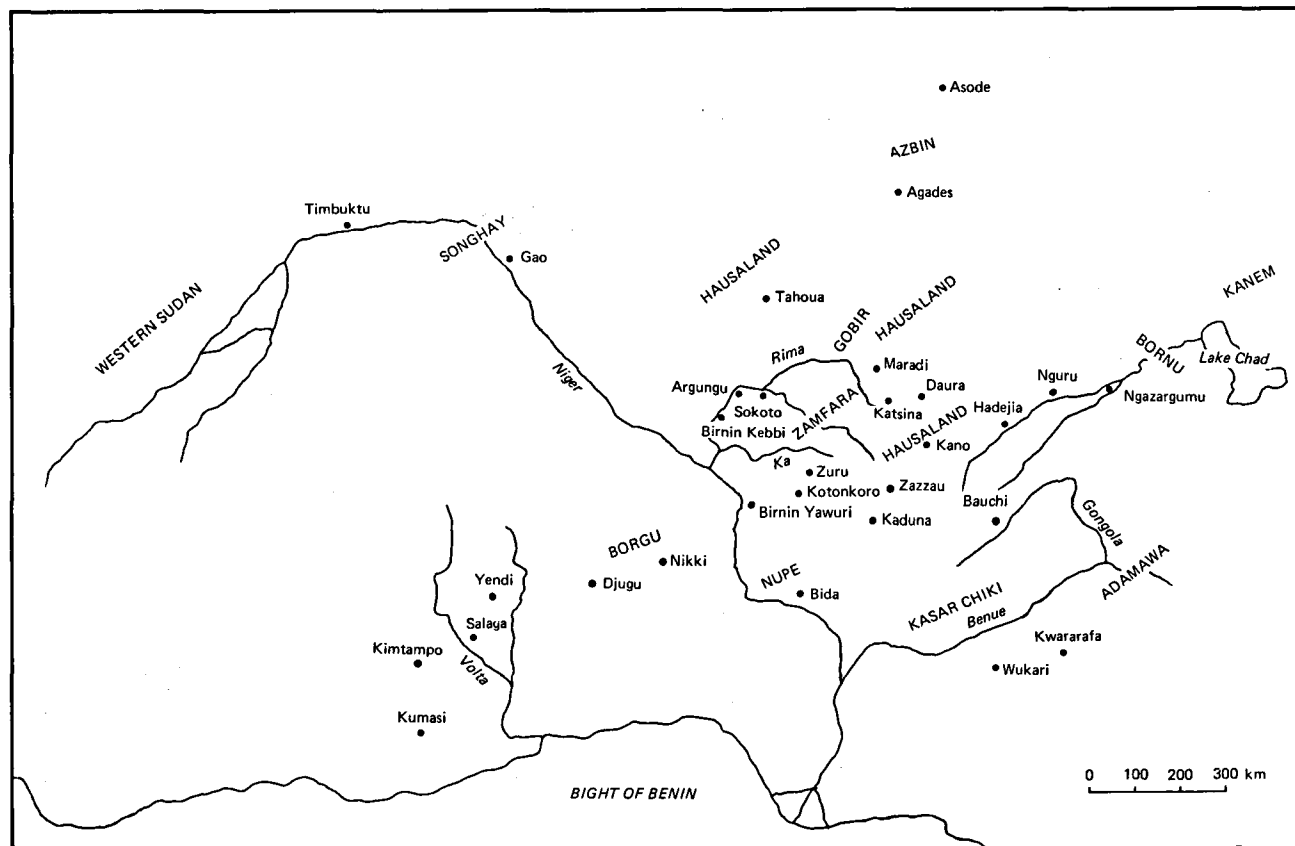 Asode
AZBIN
Agades
Timbuktu
SONGHAY
Gao
HAUSALAND
Tahoua
WESTERN SUDAN
GOBIR
HAUSALAND
KANEM
BORNU
Lake Chad
Niger
Rima
Maradi
Argungu
Sokoto
Daura
Nguru
Ngazargumu
Katsina
ZAMFARA
Birnin Kebbi
Hadejia
HAUSALAND
Kano
Ka
Zuru
Kotonkoro
Zazzau
Birnin Yawuri
Kaduna
Bauchi
Gongola
BORGU
Nikki
Djugu
NUPE
Bida
ADAMAWA
KASAR CHIKI
Benue
Yendi
Salaya
Kimtampo
Volta
Kwararafa
Wukari
Kumasi
0 100 200 300 km
BIGHT OF BENIN